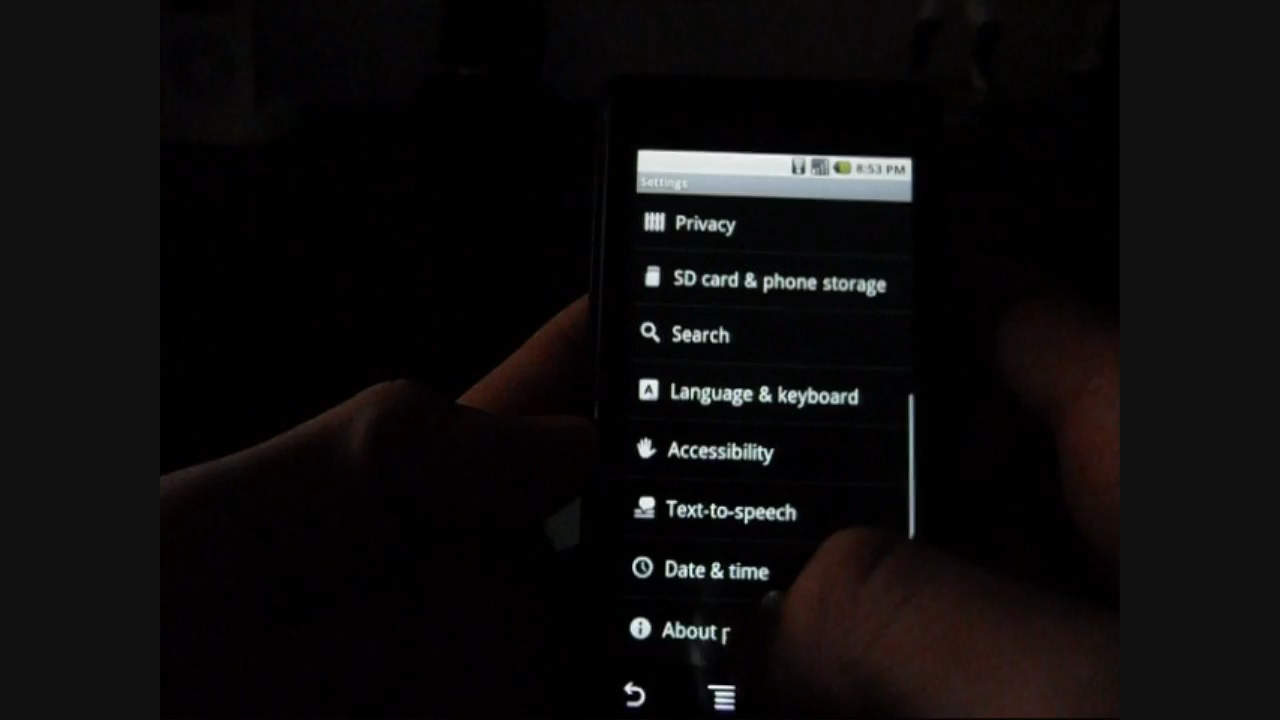 8:53 PM
Settings
Privacy
SD card & phone storage
Search
Language & keyboard
Accessibility
Text-to-speech
Date & time
About